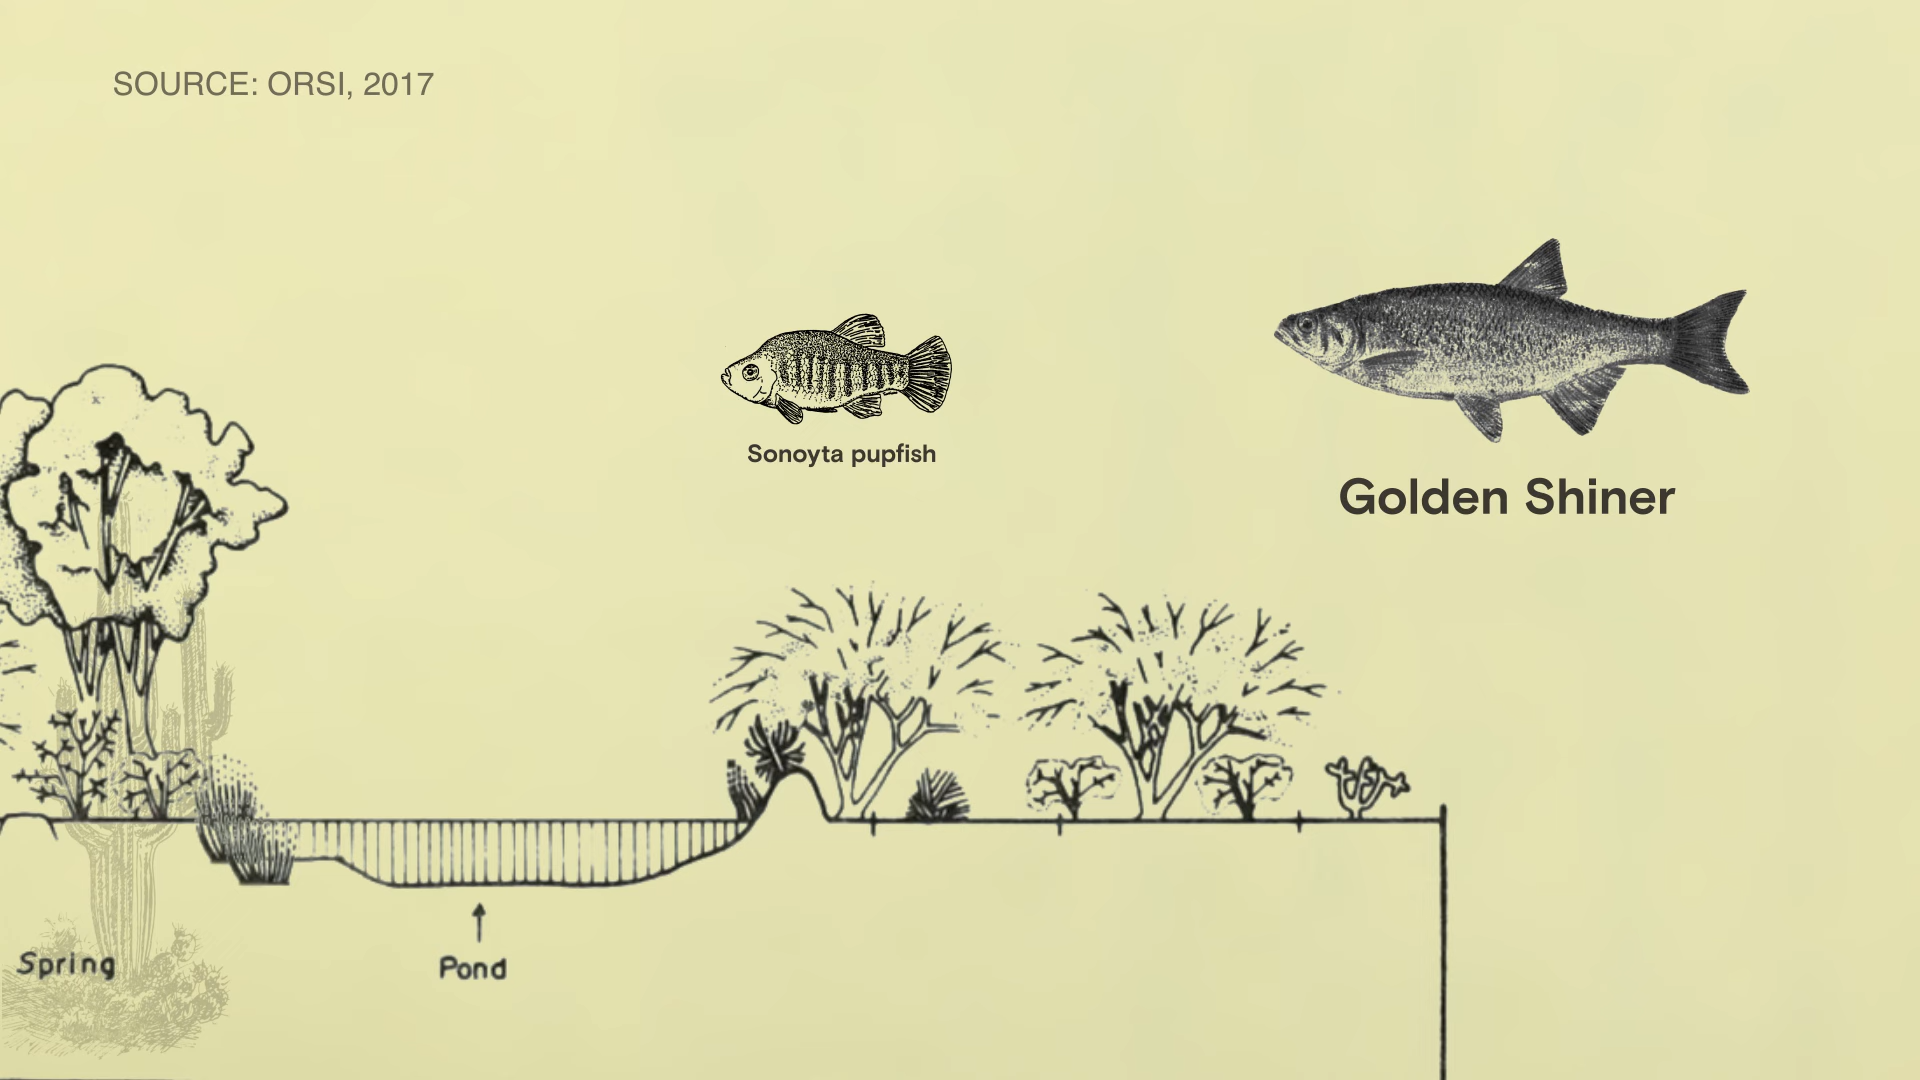 SOURCE: ORSI, 2017
Sonoyta pupfish
Golden Shiner
Spring
Pond